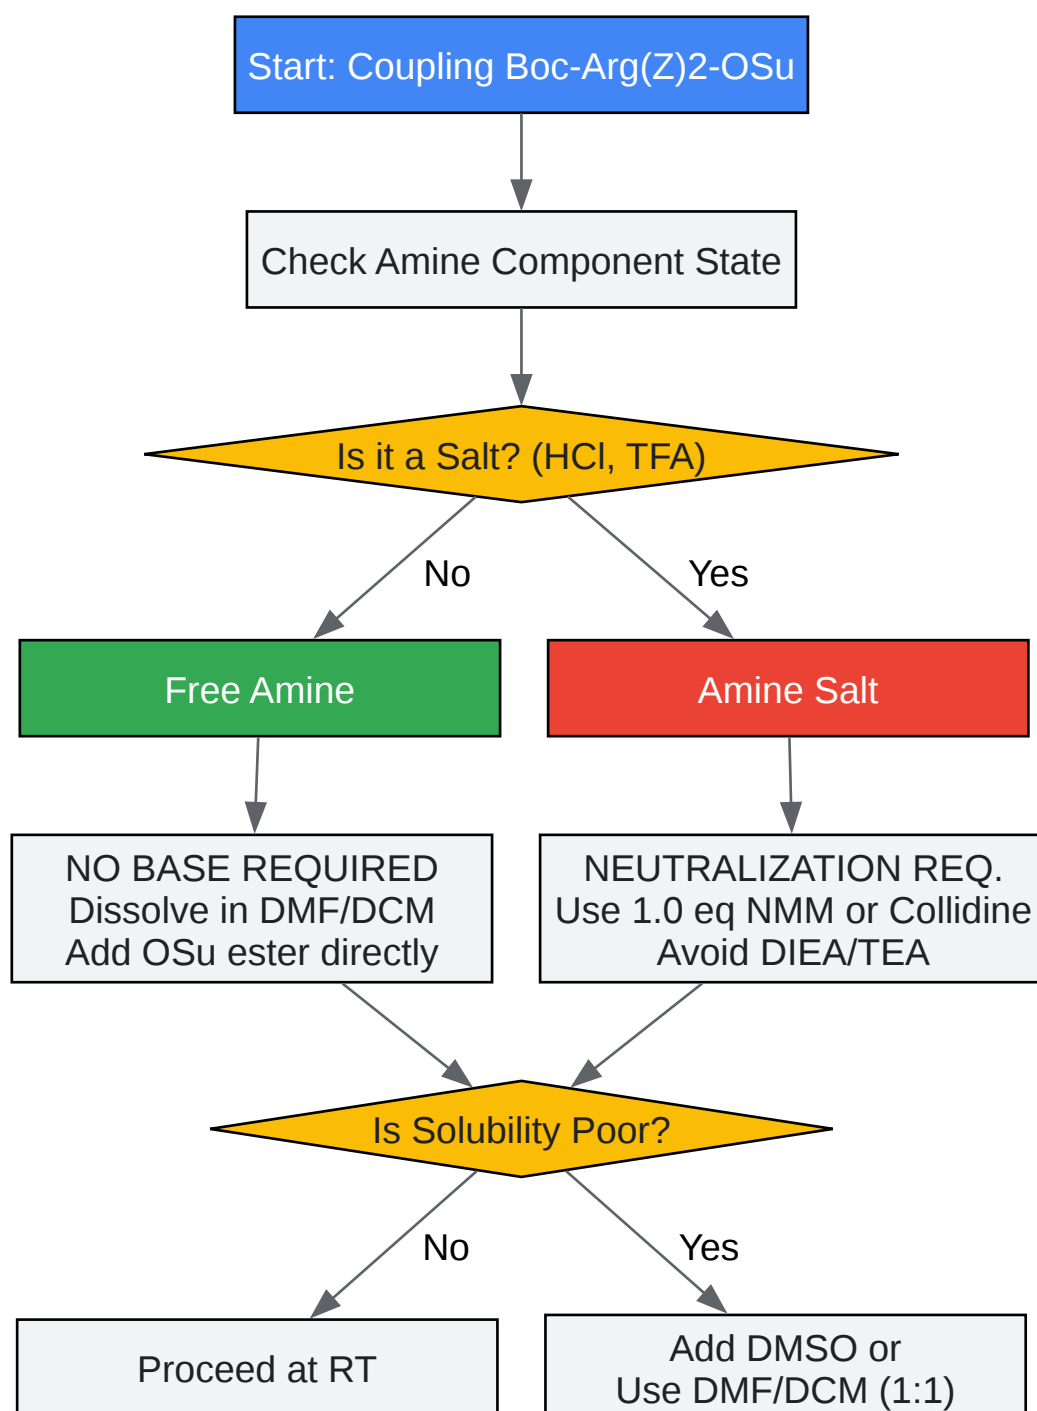 Start: Coupling Boc-Arg(Z)2-OSu
Check Amine Component State
Is it a Salt? (HCl, TFA)
No
Yes
Free Amine
Amine Salt
NO BASE REQUIRED
Dissolve in DMF/DCM
Add OSu ester directly
NEUTRALIZATION REQ.
Use 1.0 eq NMM or Collidine
Avoid DIEA/TEA
Is Solubility Poor?
No
Yes
Proceed at RT
Add DMSO or
Use DMF/DCM (1:1)